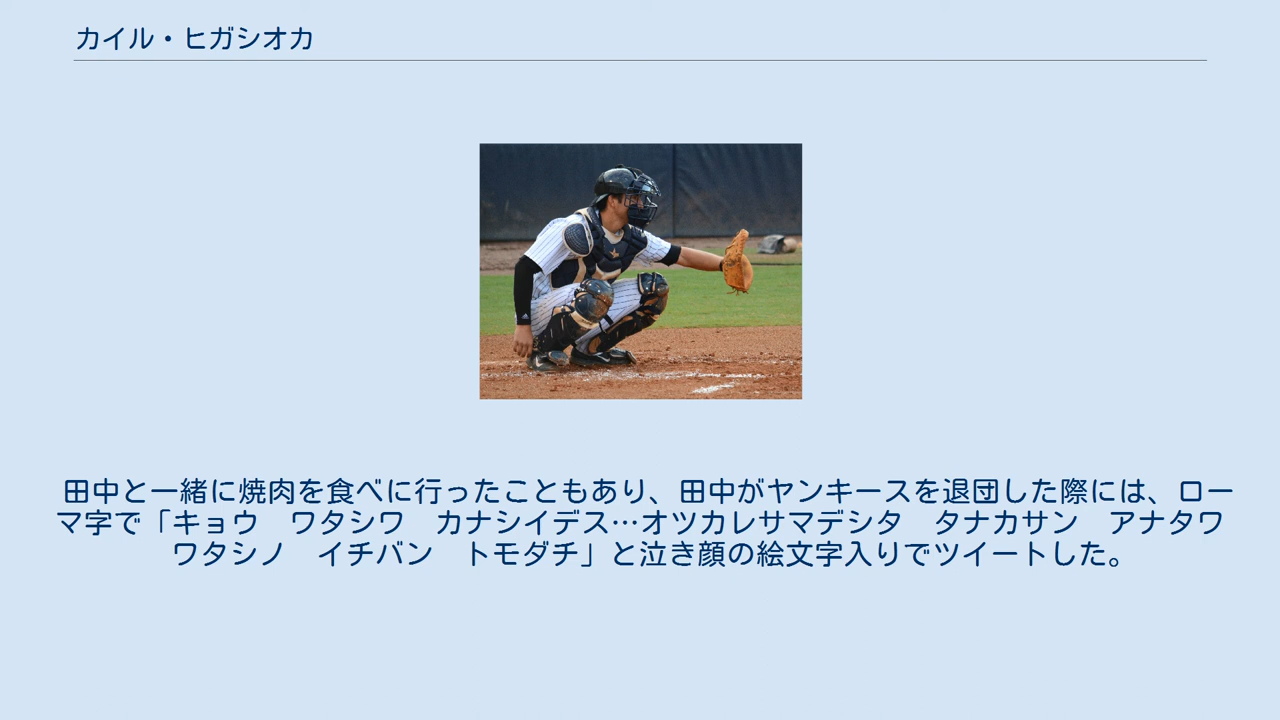 カイル・ヒガシオカ
田中と一緒に焼肉を食べに行ったこともあり、田中がヤンキースを退団した際には、ロー
マ字で「キョウ　ワタシワ　カナシイデス…オツカレサマデシタ　タナカサン　アナタワ
ワタシノ　イチバン　トモダチ」と泣き顔の絵文字入りでツイートした。